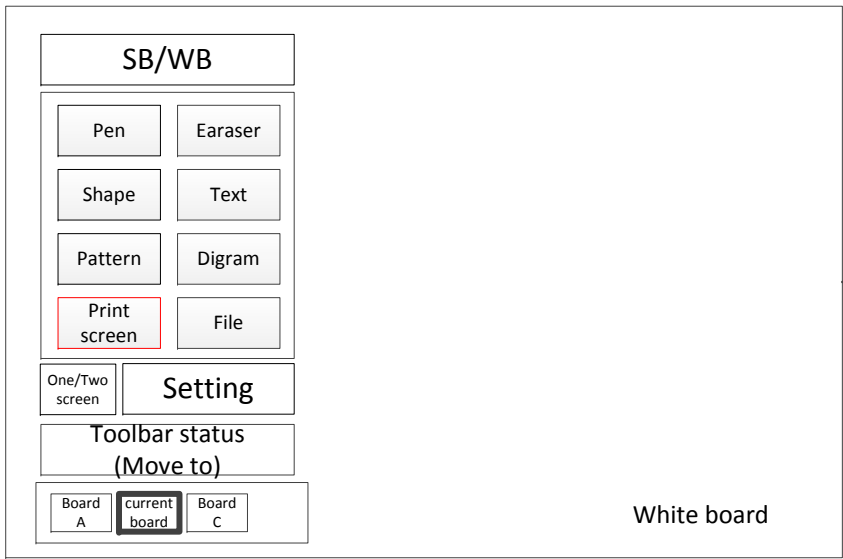 SB/WB
Pen
Earaser
Shape
Text
Pattern
Digram
Print
screen
File
One/Two
screen
Setting
Toolbar status
(Move to)
Board
A
current
board
Board
C
White board